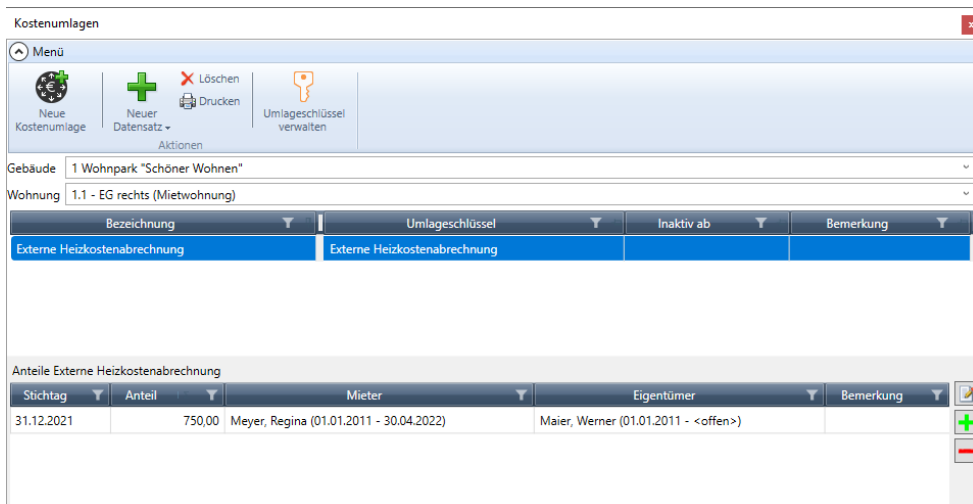 Kostenumlagen
Menü
Neue Kostenumlage
Neuer Datensatz
Löschen
Drucken
Umlageschlüssel verwalten
Aktionen
Gebäude 1 Wohnpark "Schöner Wohnen"
Wohnung 1.1 - EG rechts (Mietwohnung)
Bezeichnung Umlageschlüssel Inaktiv ab Bemerkung
Externe Heizkostenabrechnung Externe Heizkostenabrechnung
Anteile Externe Heizkostenabrechnung
Stichtag Anteil Mieter Eigentümer Bemerkung
31.12.2021 750,00 Meyer, Regina (01.01.2011 - 30.04.2022) Maier, Werner (01.01.2011 - <offen>)